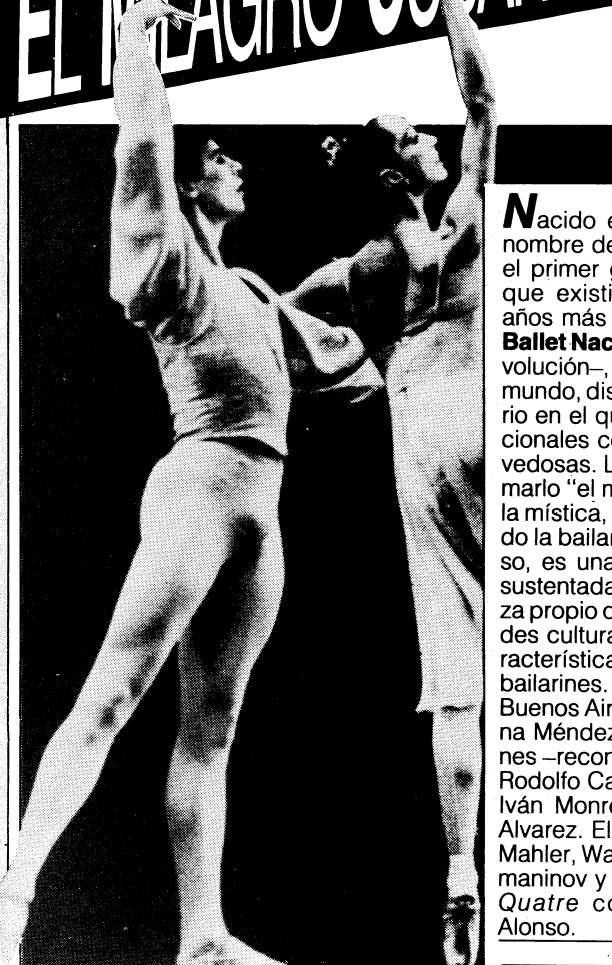 EL MILAGRO
Nacido e
nombre de
el primer g
que existi
años más
Ballet Nac
volución–,
mundo, dis
rio en el qu
cionales co
vedosas. L
marlo "el m
la mística,
do la bailar
so, es una
sustentada
za propio d
des cultura
racterística
bailarines.
Buenos Air
na Méndez
nes –recon
Rodolfo Ca
Iván Monre
Alvarez. El
Mahler, Wa
maninov y
Quatre co
Alonso.